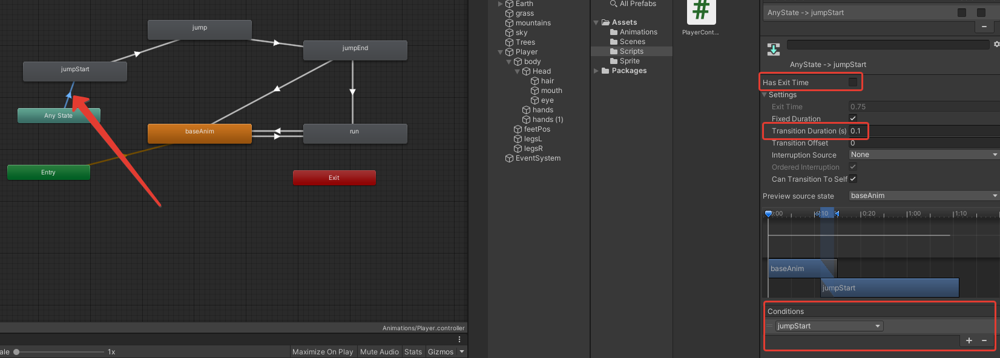 jump
jumpEnd
jumpStart
Any State
baseAnim
run
Entry
Exit
Animations/Player.controller
ale
1x
Maximize On Play
Mute Audio
Stats
Gizmos
Earth
grass
mountains
sky
Trees
Player
body
Head
hair
mouth
eye
hands
hands (1)
feetPos
legsL
legsR
EventSystem
All Prefabs
Assets
Animations
Scenes
Scripts
Sprite
Packages
#
PlayerCont...
AnyState -> jumpStart
AnyState -> jumpStart
Has Exit Time
Settings
Exit Time 0.75
Fixed Duration
Transition Duration (s) 0.1
Transition Offset 0
Interruption Source None
Ordered Interruption
Can Transition To Self
Preview source state baseAnim
:00 :10 0:20 1:00 1:10
baseAnim
jumpStart
Conditions
jumpStart
+ -